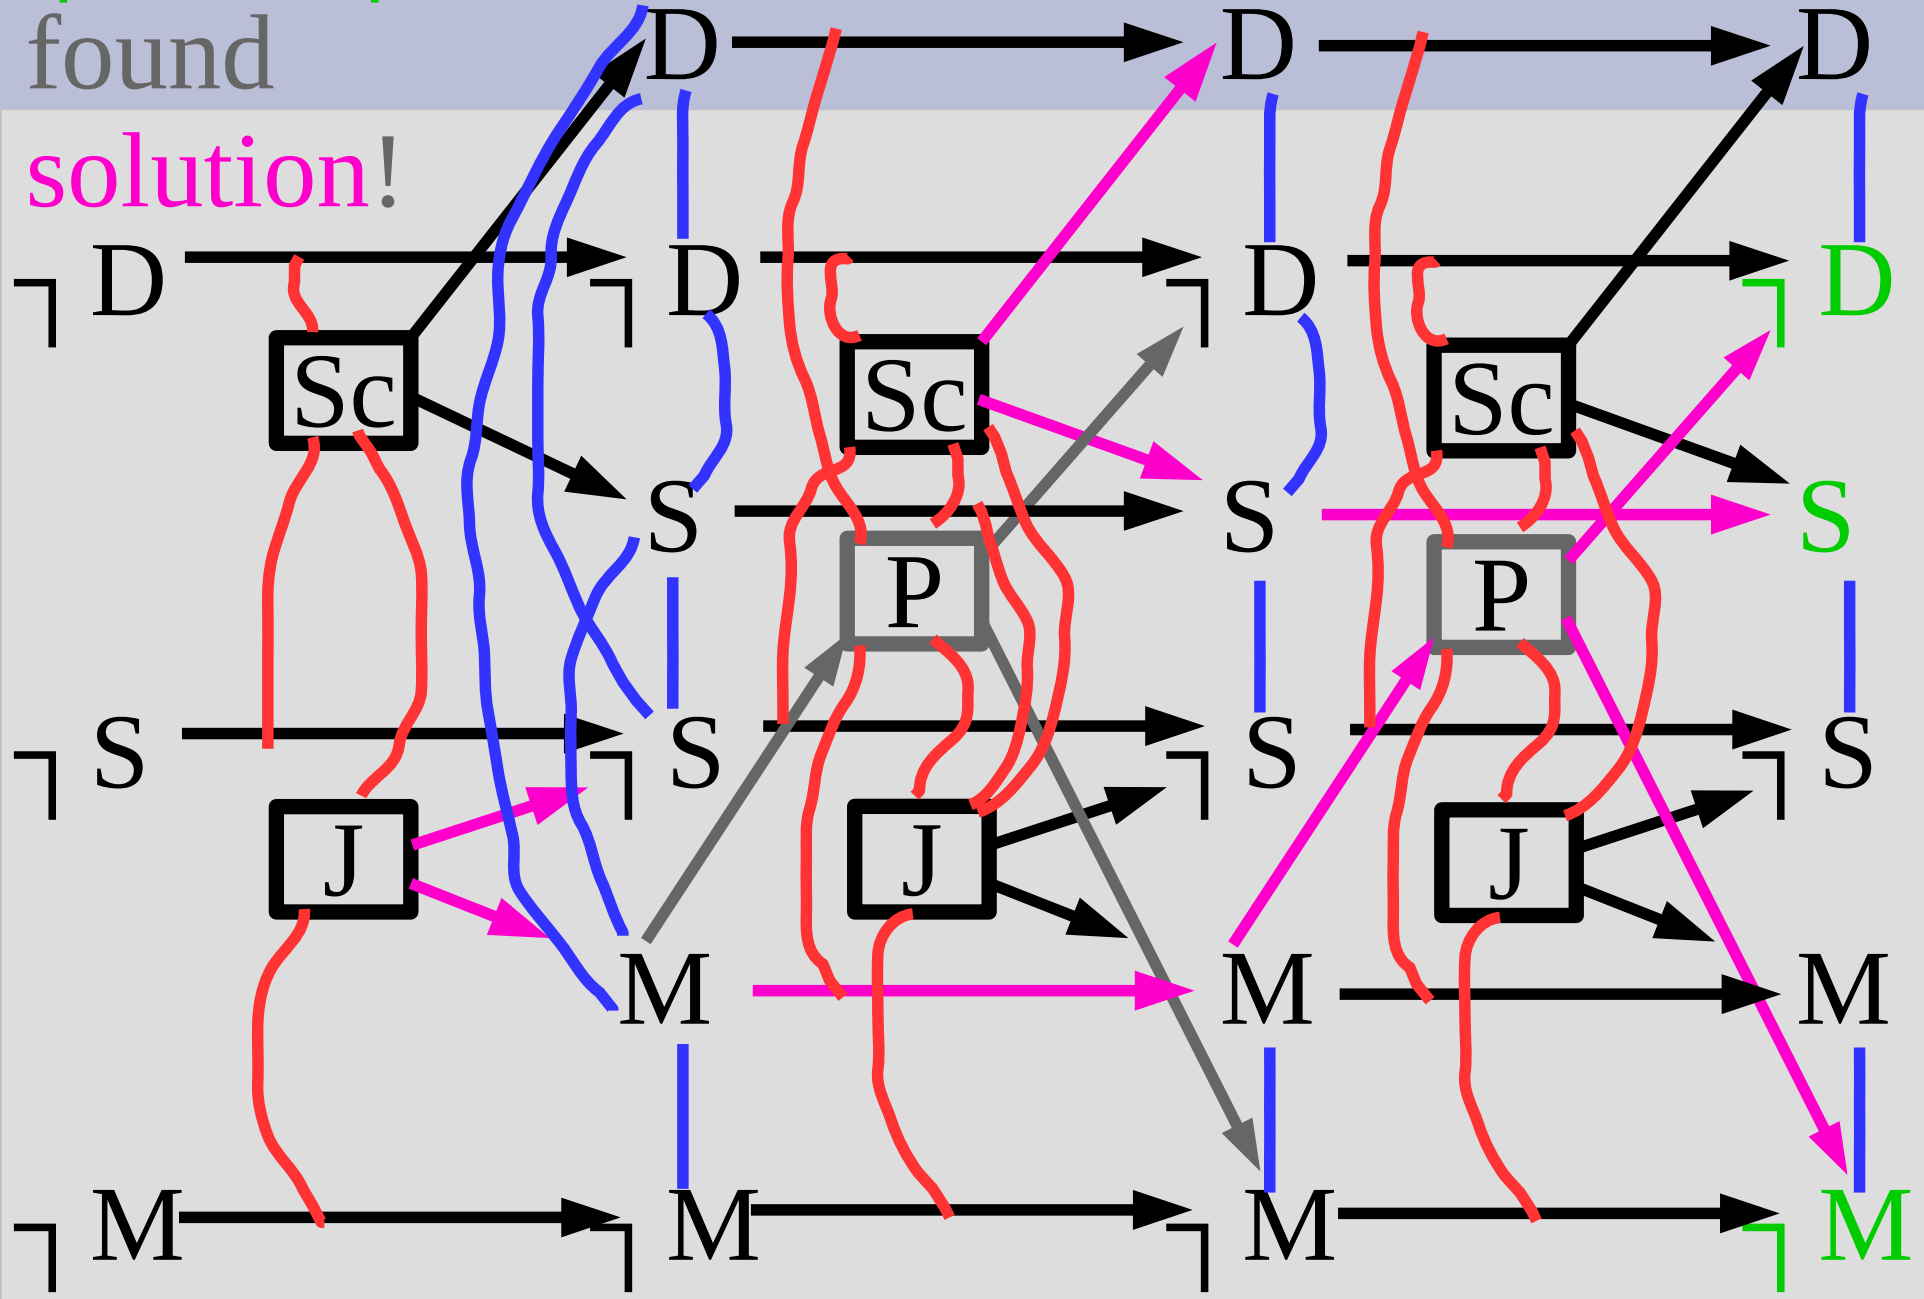 found D D D
solution!
¬D ¬D ¬D ¬D
Sc Sc Sc
S S S
P P
¬S ¬S ¬S ¬S
J J J
M M M
¬M ¬M ¬M ¬M